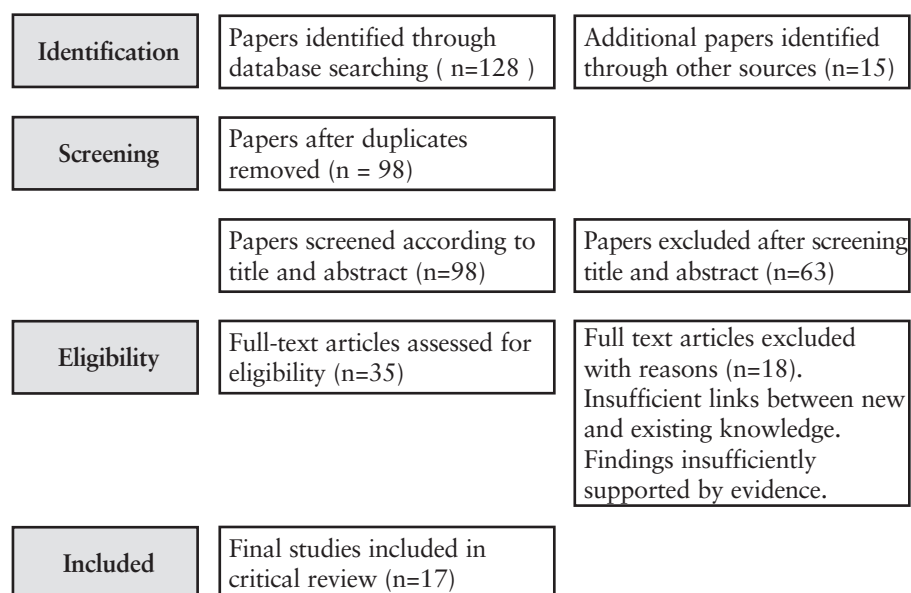 Identification
Papers identified through
database searching ( n=128 )
Additional papers identified
through other sources (n=15)
Screening
Papers after duplicates
removed (n = 98)
Papers screened according to
title and abstract (n=98)
Papers excluded after screening
title and abstract (n=63)
Eligibility
Full-text articles assessed for
eligibility (n=35)
Full text articles excluded
with reasons (n=18).
Insufficient links between new
and existing knowledge.
Findings insufficiently
supported by evidence.
Included
Final studies included in
critical review (n=17)